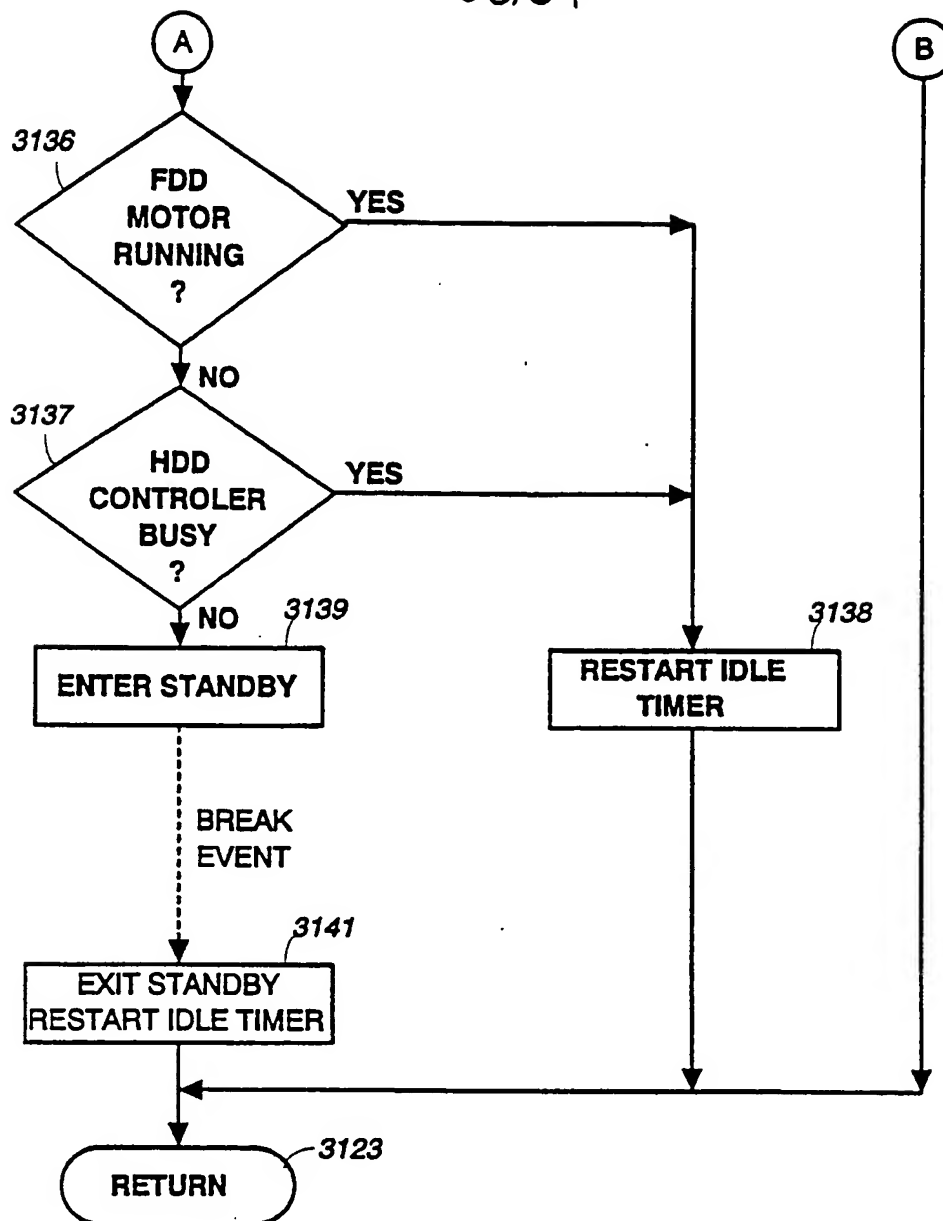 A
B
3136
FDD
MOTOR
RUNNING
?
YES
NO
3137
HDD
CONTROLER
BUSY
?
YES
NO
3139
ENTER STANDBY
3138
RESTART IDLE
TIMER
BREAK
EVENT
3141
EXIT STANDBY
RESTART IDLE TIMER
3123
RETURN